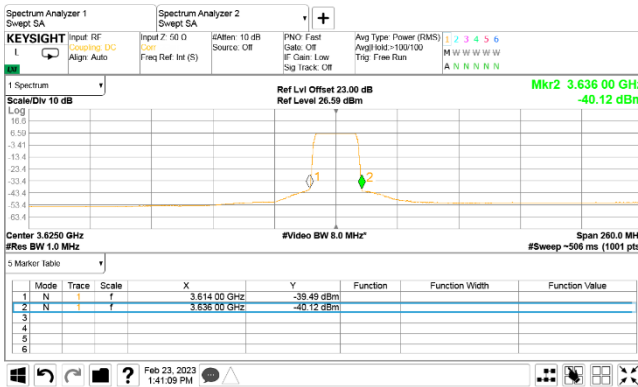 Spectrum Analyzer 1
Swept SA
Spectrum Analyzer 2
Swept SA
KEYSIGHT
L
Input: RF
Coupling: DC
Align: Auto
Input Z: 50 Ω
Corr
Freq Ref: Int (S)
#Atten: 10 dB
Source: Off
PNO: Fast
Gate: Off
IF Gain: Low
Sig Track: Off
Avg Type: Power (RMS)
Avg|Hold:>100/100
Trig: Free Run
1 2 3 4 5 6
M W W W W W
A N N N N N
1 Spectrum
Scale/Div 10 dB
Ref Lvl Offset 23.00 dB
Ref Level 26.59 dBm
Mkr2 3.636 00 GHz
-40.12 dBm
Log
16.6
6.59
-3.41
-13.4
-23.4
-33.4
-43.4
-53.4
-63.4
1
2
Center 3.6250 GHz
#Res BW 1.0 MHz
#Video BW 8.0 MHz*
Span 260.0 MH
#Sweep ~506 ms (1001 pts
5 Marker Table
Mode Trace Scale X Y Function Function Width Function Value
1 N 1 f 3.614 00 GHz -39.49 dBm
2 N 1 f 3.636 00 GHz -40.12 dBm
3
4
5
6
?
Feb 23, 2023
1:41:09 PM